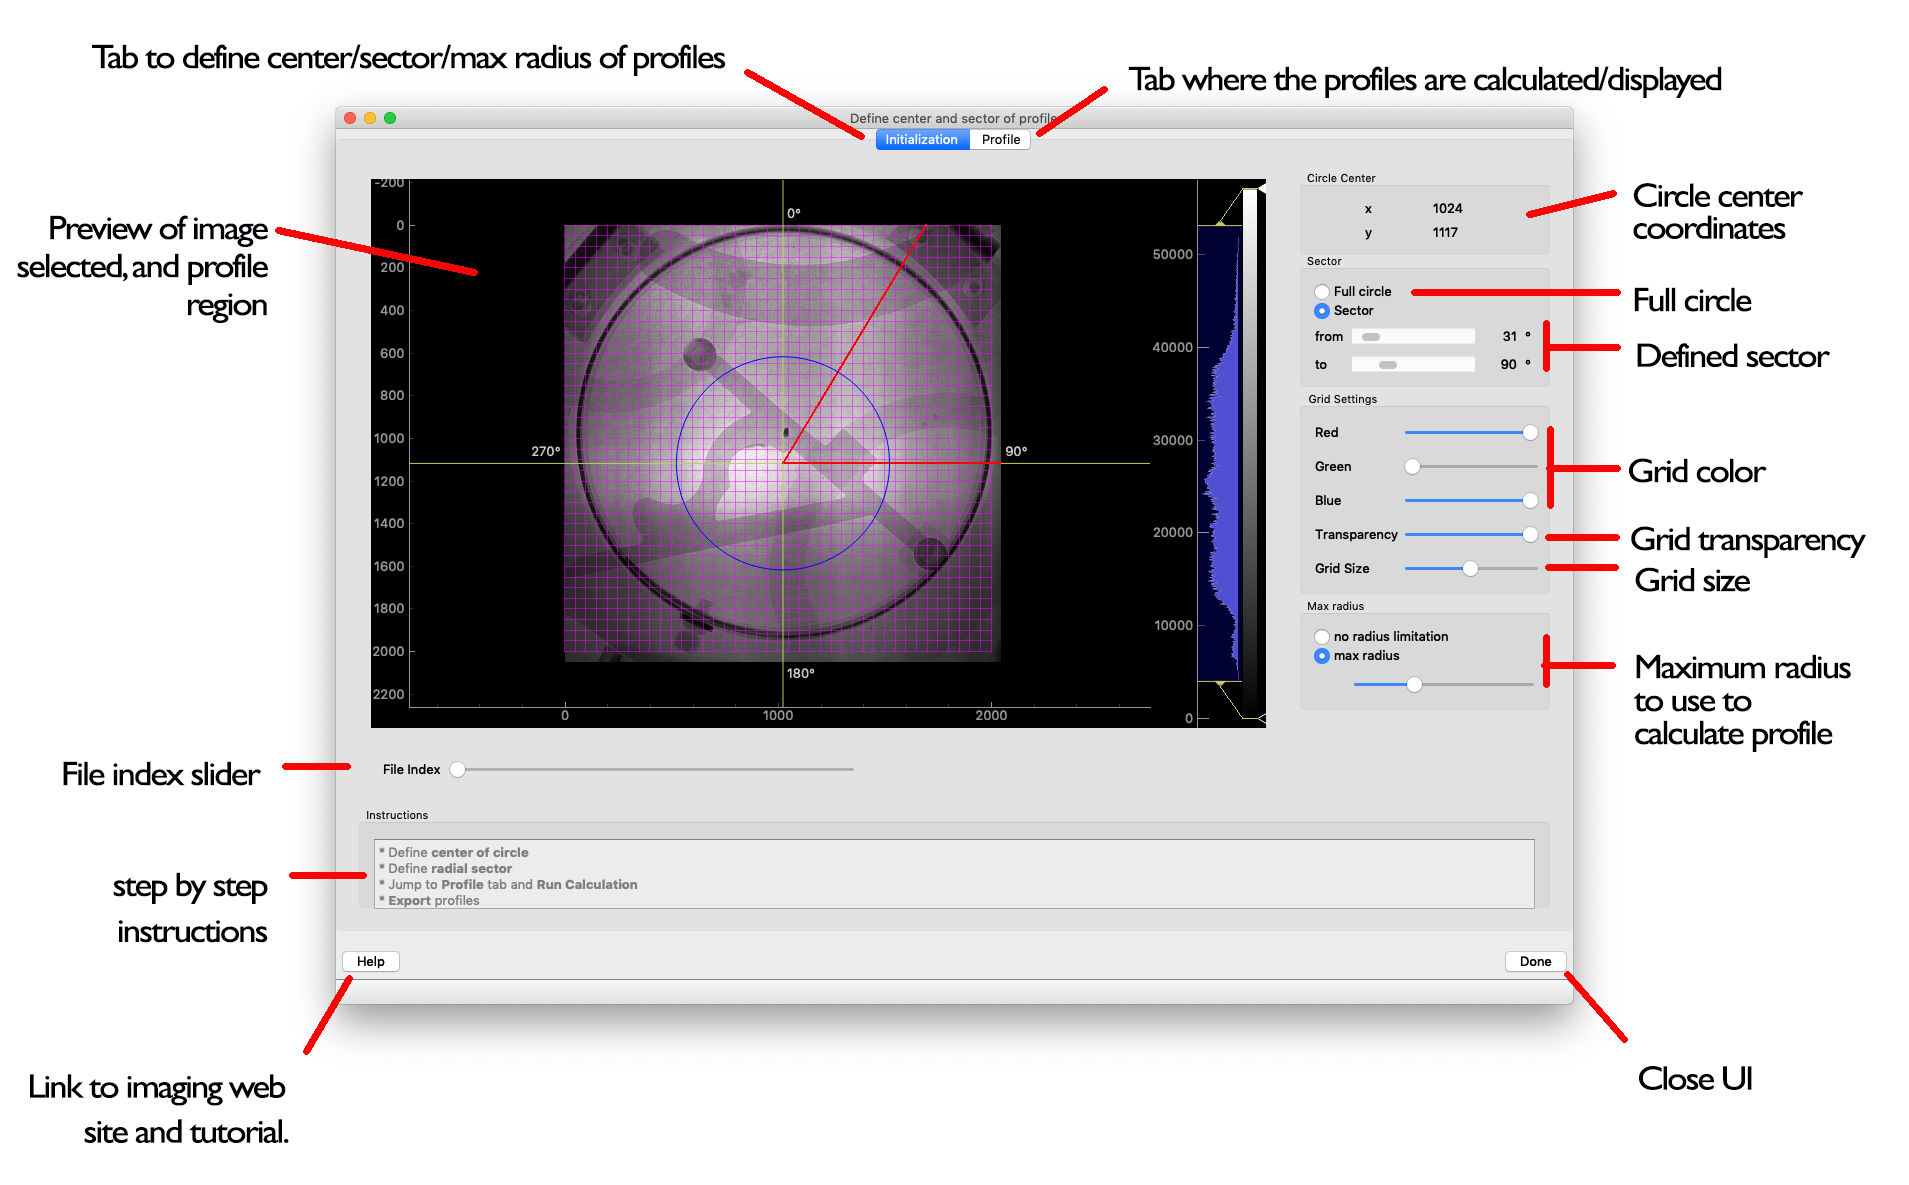 Tab to define center/sector/max radius of profiles
Tab where the profiles are calculated/displayed
Define center and sector of profile
Initialization
Profile
Preview of image
selected, and profile
region
-200
0
200
400
600
800
1000
1200
1400
1600
1800
2000
2200
0°
90°
180°
270°
0
1000
2000
50000
40000
30000
20000
10000
0
Circle Center
x 1024
y 1117
Circle center
coordinates
Sector
Full circle
Sector
from 31 °
to 90 °
Full circle
Defined sector
Grid Settings
Red
Green
Blue
Transparency
Grid Size
Grid color
Grid transparency
Grid size
Max radius
no radius limitation
max radius
Maximum radius
to use to
calculate profile
File index slider
File Index
Instructions
* Define center of circle
* Define radial sector
* Jump to Profile tab and Run Calculation
* Export profiles
step by step
instructions
Help
Done
Link to imaging web
site and tutorial.
Close UI